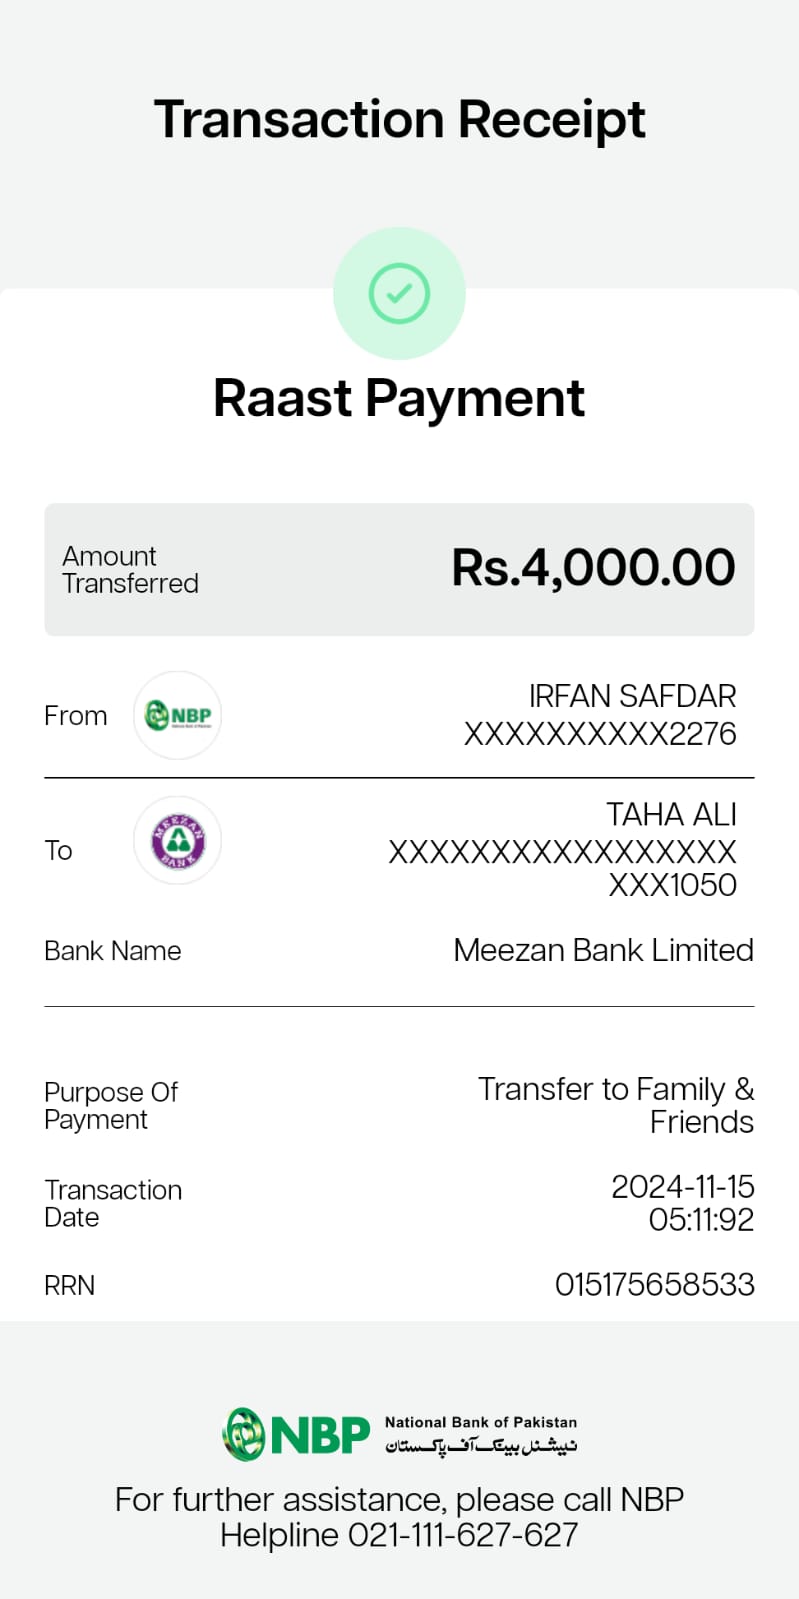 Transaction Receipt
Raast Payment
Amount
Transferred
Rs.4,000.00
From
NBP
IRFAN SAFDAR
XXXXXXXXXX2276
To
MEEZAN
BANK
TAHA ALI
XXXXXXXXXXXXXXXXX
XXX1050
Bank Name
Meezan Bank Limited
Purpose Of
Payment
Transfer to Family &
Friends
Transaction
Date
2024-11-15
05:11:92
RRN
015175658533
NBP
National Bank of Pakistan
نیشنل بینک آف پاکستان
For further assistance, please call NBP
Helpline 021-111-627-627